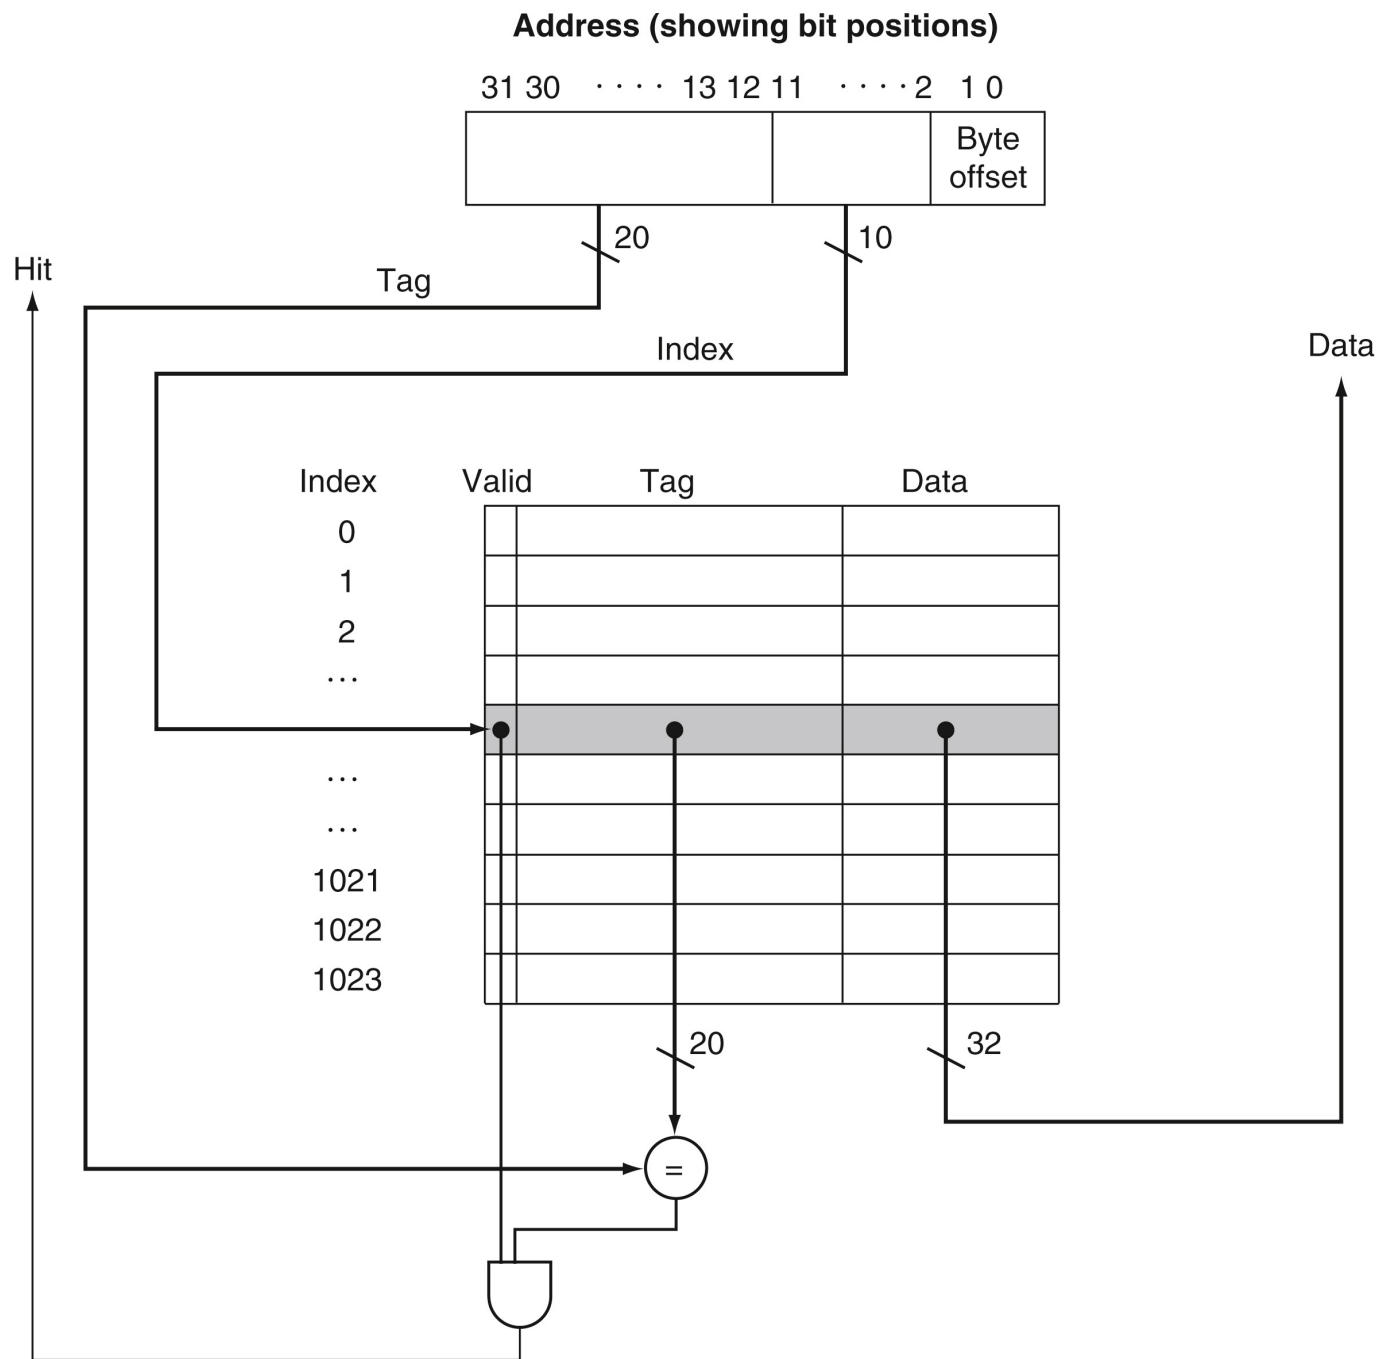 Address (showing bit positions)
31 30 ···· 13 12 11 ···· 2 1 0
Byte
offset
20 10
Hit
Tag
Index
Data
Index Valid Tag Data
0
1
2
...
...
...
1021
1022
1023
20 32
=